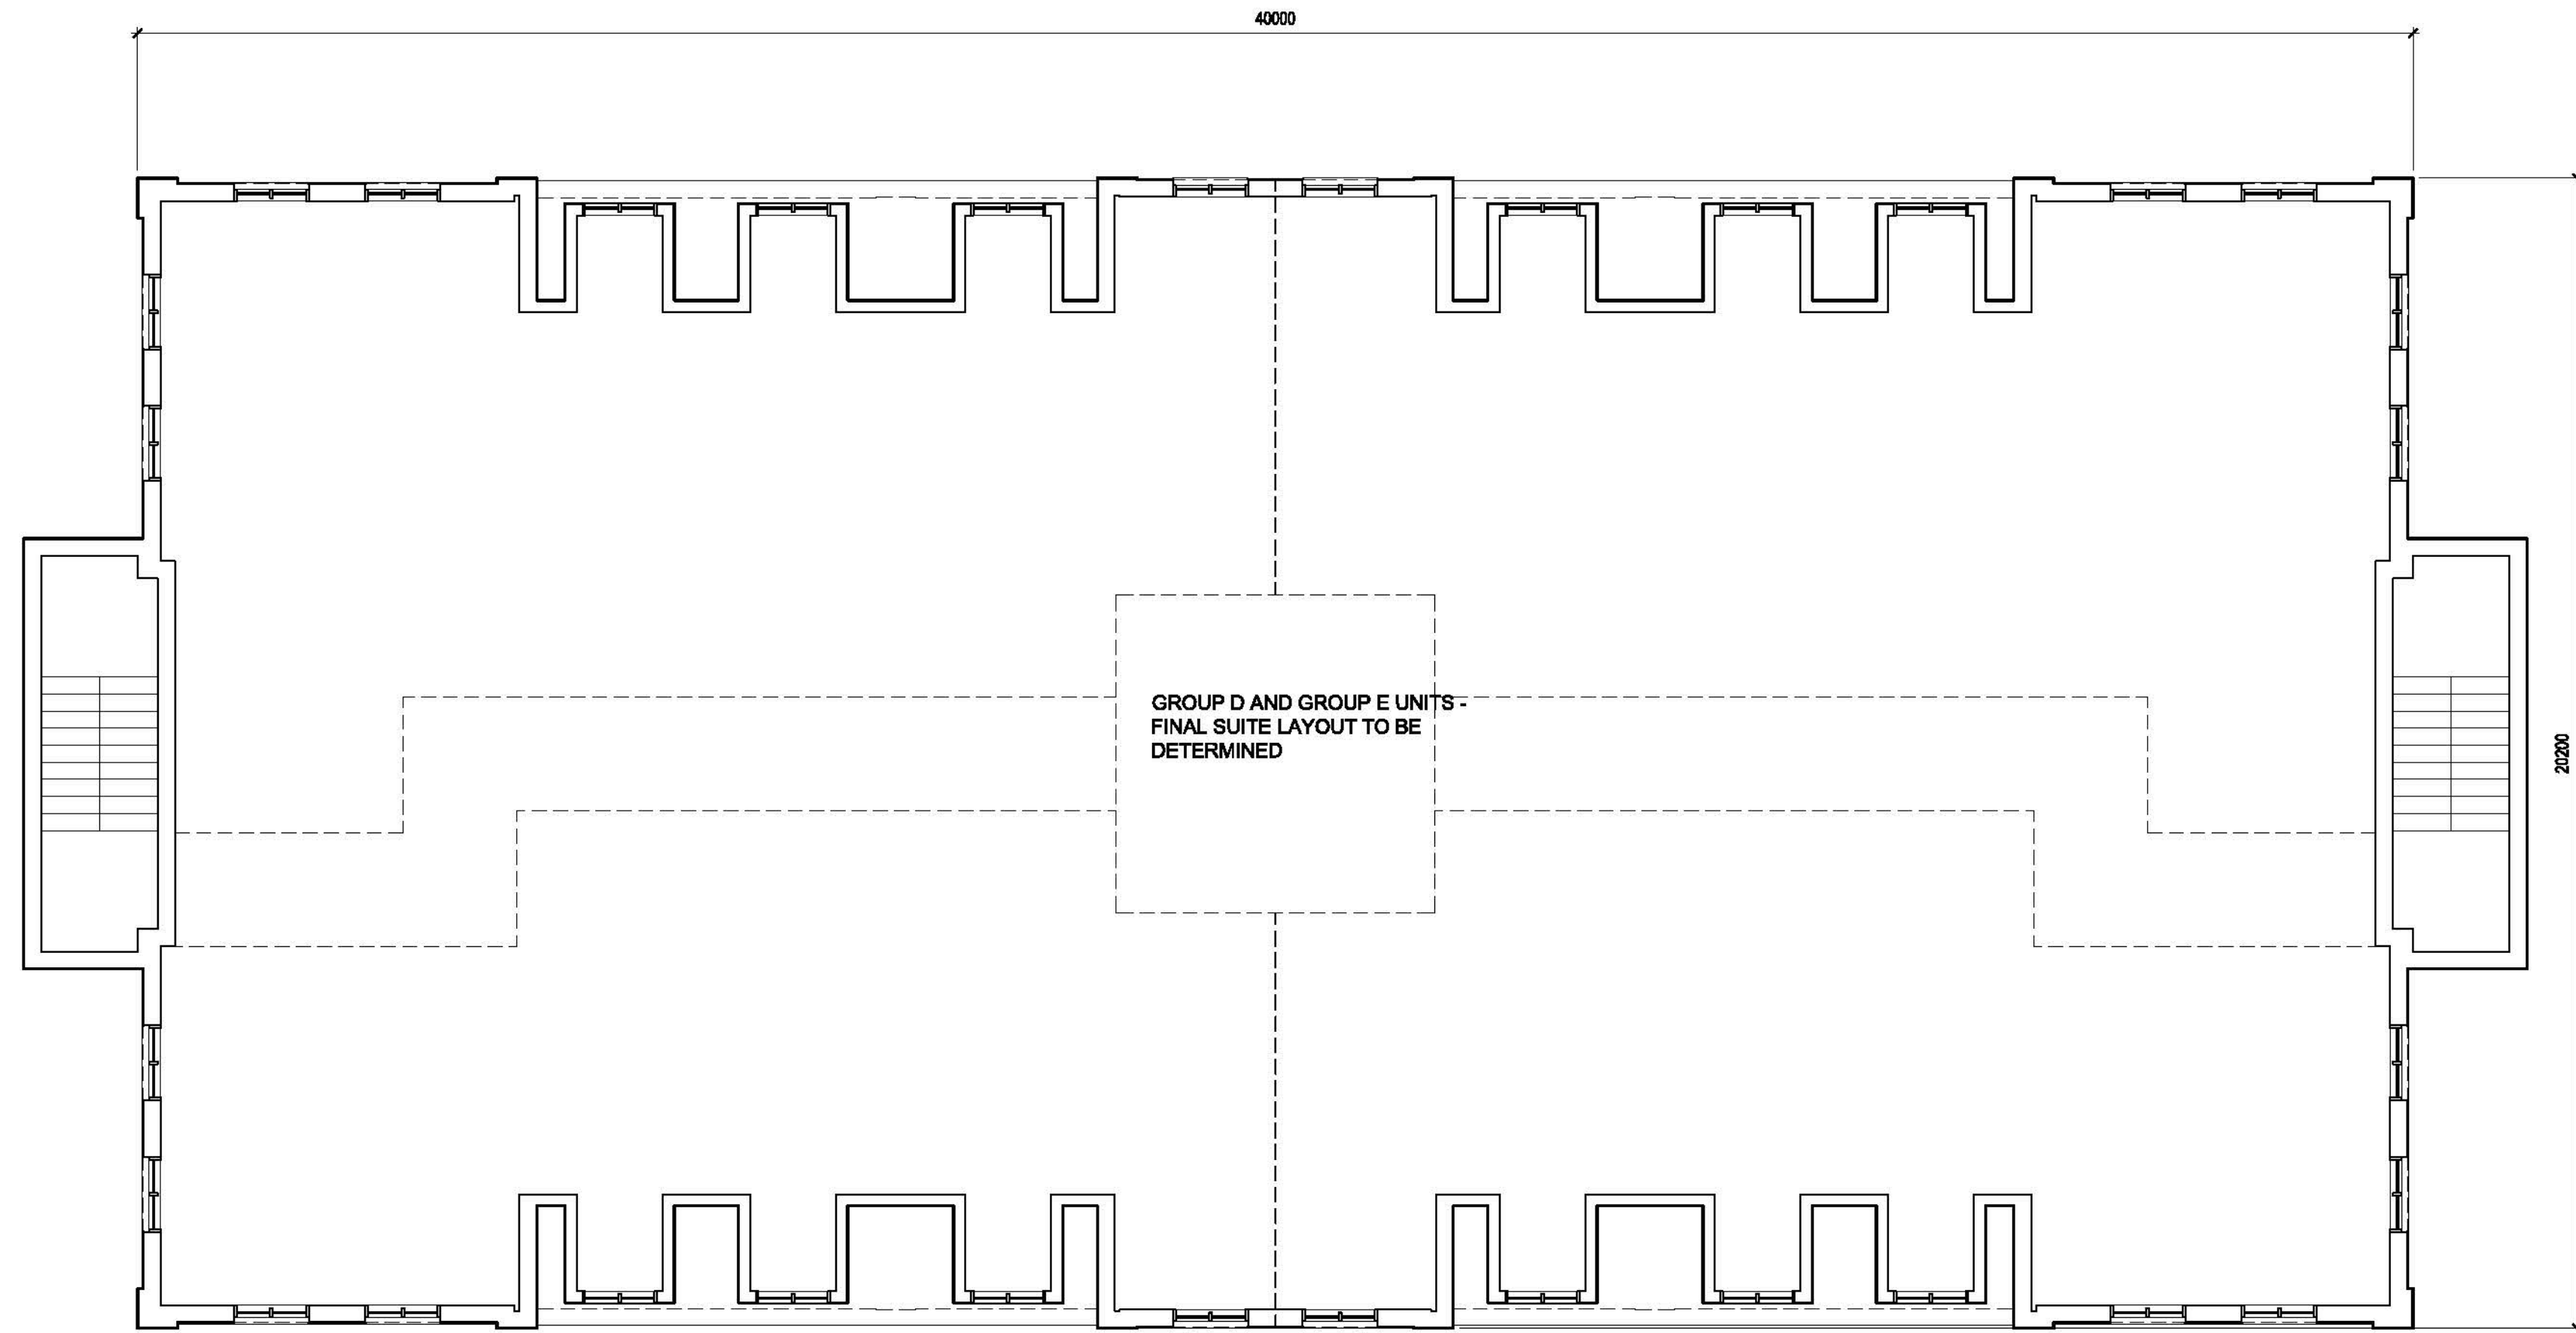 40000
GROUP D AND GROUP E UNITS -
FINAL SUITE LAYOUT TO BE
DETERMINED
20200